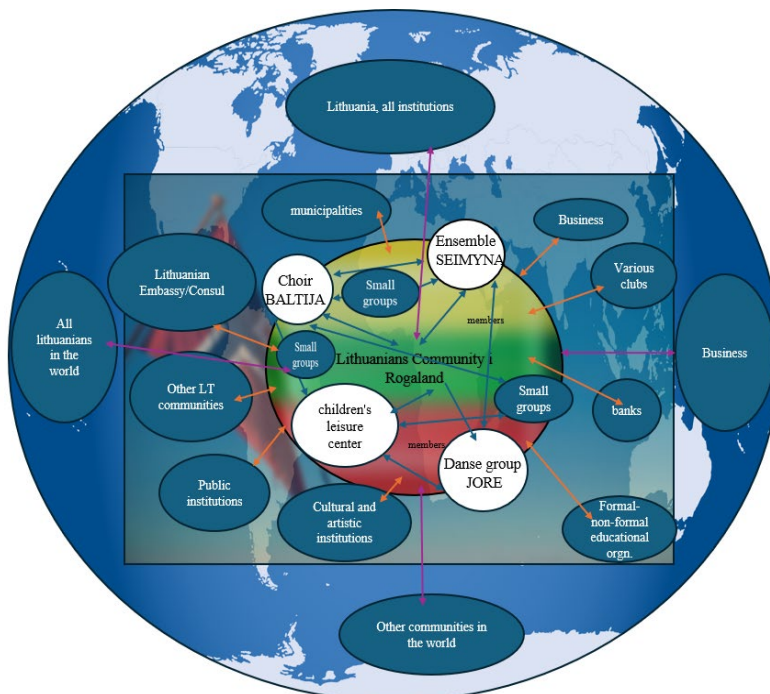 Lithuania, all institutions
municipalities
Ensemble
SEIMYNA
Business
Lithuanian
Embassy/Consul
Choir
BALTIJA
Small
groups
Various
clubs
members
All
lithuanians
in the
world
Small
groups
Lithuanians Community i
Rogaland
Business
Other LT
communities
children's
leisure
center
Small
groups
banks
members
Danse group
JORE
Public
institutions
Cultural and
artistic
institutions
Formal-
non-formal
educational
orgn.
Other communities in
the world